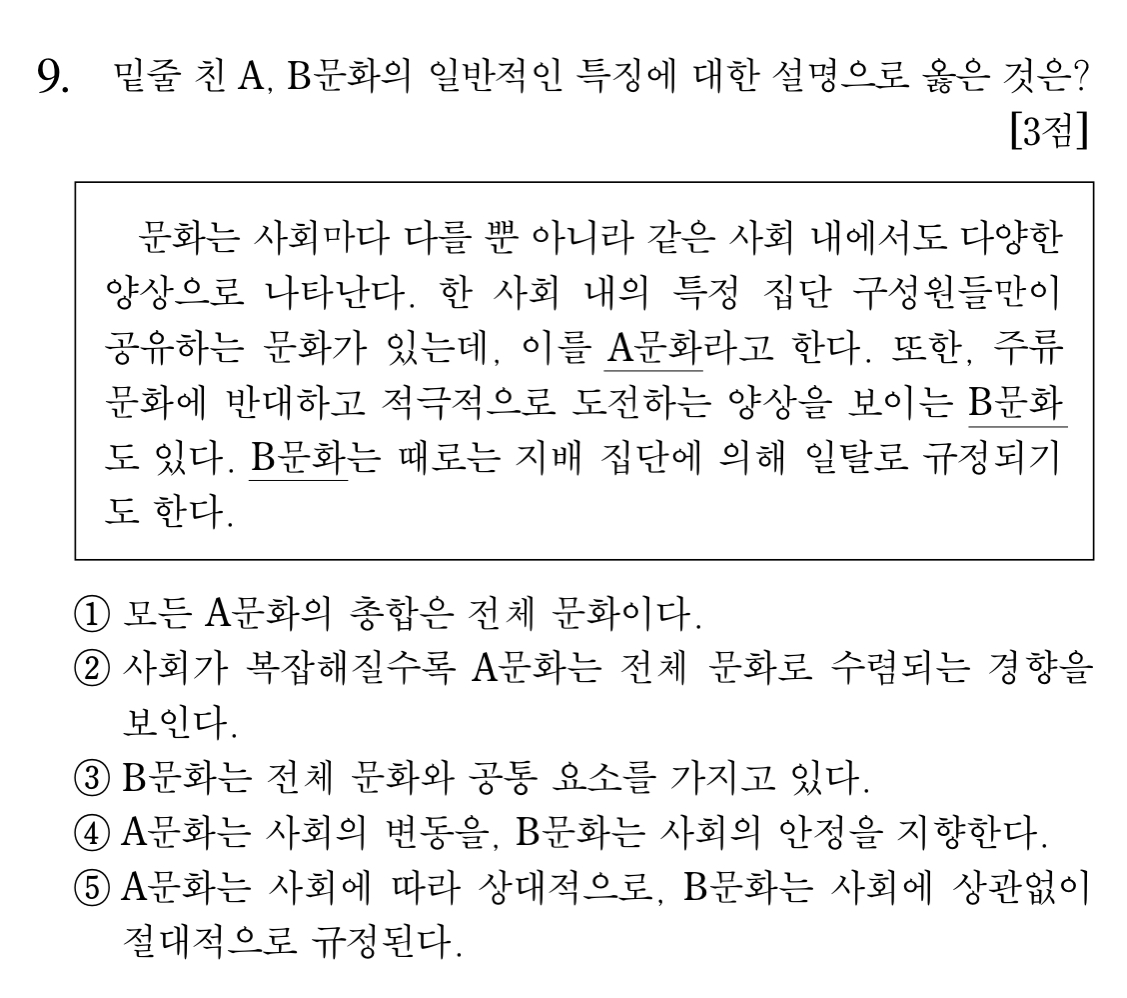 9. 밑줄 친 A, B문화의 일반적인 특징에 대한 설명으로 옳은 것은?
[3점]
문화는 사회마다 다를 뿐 아니라 같은 사회 내에서도 다양한
양상으로 나타난다. 한 사회 내의 특정 집단 구성원들만이
공유하는 문화가 있는데, 이를 A문화라고 한다. 또한, 주류
문화에 반대하고 적극적으로 도전하는 양상을 보이는 B문화
도 있다. B문화는 때로는 지배 집단에 의해 일탈로 규정되기
도 한다.
① 모든 A문화의 총합은 전체 문화이다.
② 사회가 복잡해질수록 A문화는 전체 문화로 수렴되는 경향을
보인다.
③ B문화는 전체 문화와 공통 요소를 가지고 있다.
④ A문화는 사회의 변동을, B문화는 사회의 안정을 지향한다.
⑤ A문화는 사회에 따라 상대적으로, B문화는 사회에 상관없이
절대적으로 규정된다.